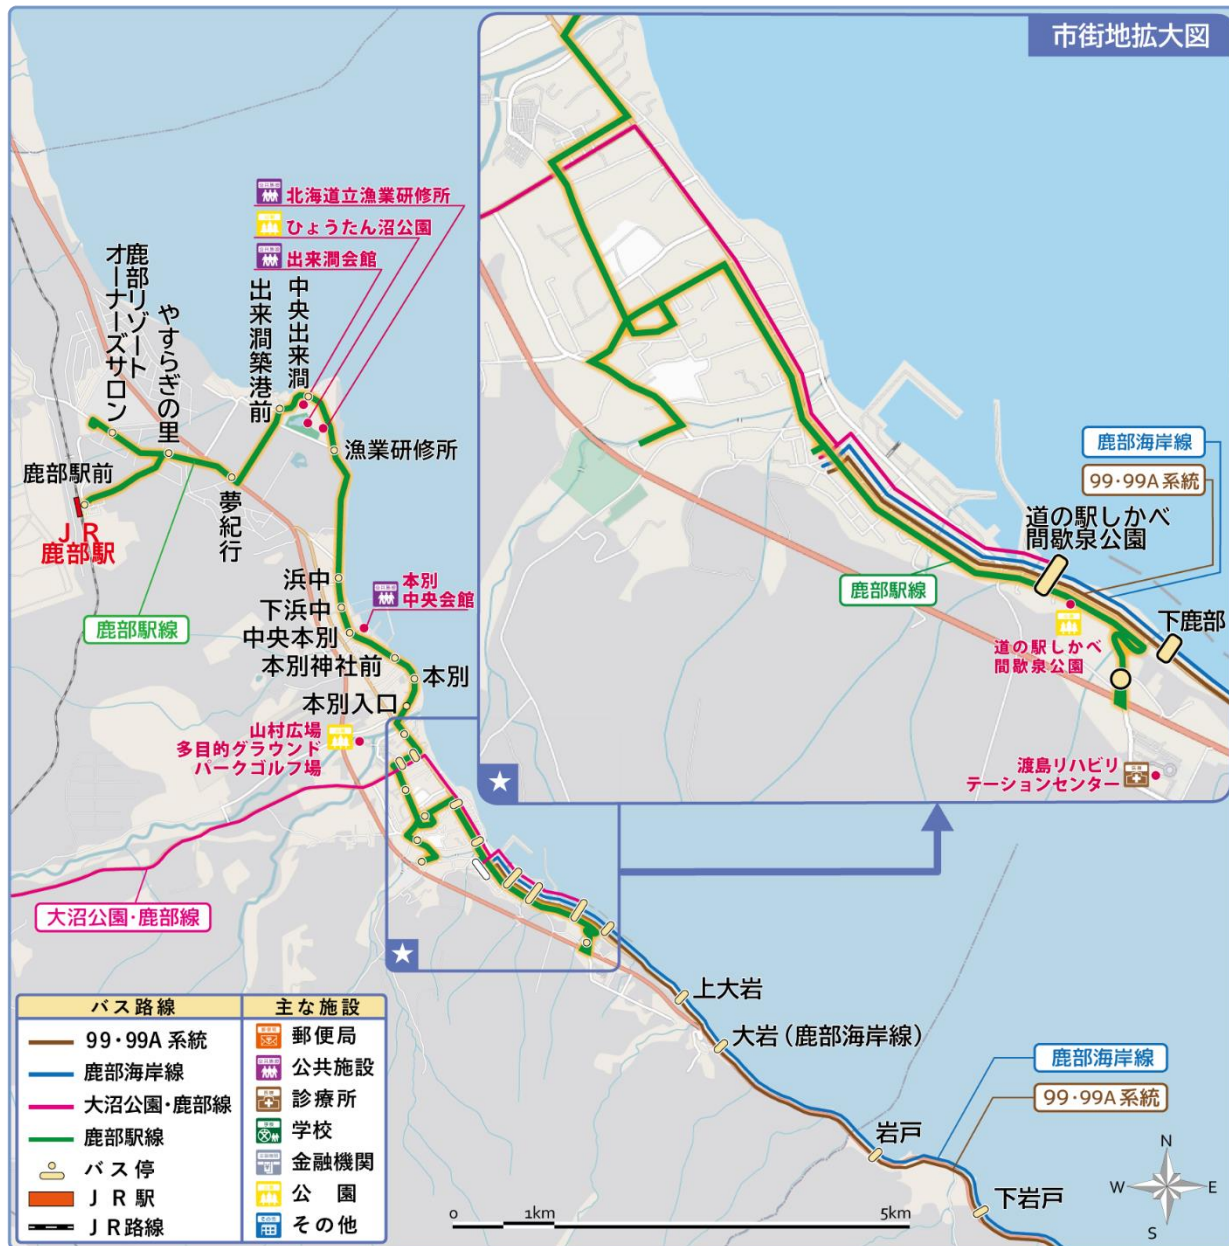 市街地拡大図
北海道立漁業研修所
ひょうたん沼公園
出来澗会館
鹿部リゾート
オーナーズサロン
やすらぎの里
出来澗築港前
中央出来澗
漁業研修所
鹿部駅前
JR
鹿部駅
夢紀行
鹿部駅線
浜中
下浜中
中央本別
本別神社前
本別
中央会館
本別
本別入口
山村広場
多目的グラウンド
パークゴルフ場
大沼公園・鹿部線
鹿部海岸線
99・99A系統
道の駅しかべ
間歇泉公園
鹿部駅線
下鹿部
道の駅しかべ
間歇泉公園
渡島リハビリ
テーションセンター
上大岩
大岩(鹿部海岸線)
鹿部海岸線
99・99A系統
岩戸
下岩戸
バス路線
99・99A系統
鹿部海岸線
大沼公園・鹿部線
鹿部駅線
バス停
JR駅
JR路線
主な施設
郵便局
公共施設
診療所
学校
金融機関
公園
その他
0 1km 5km
N
W E
S